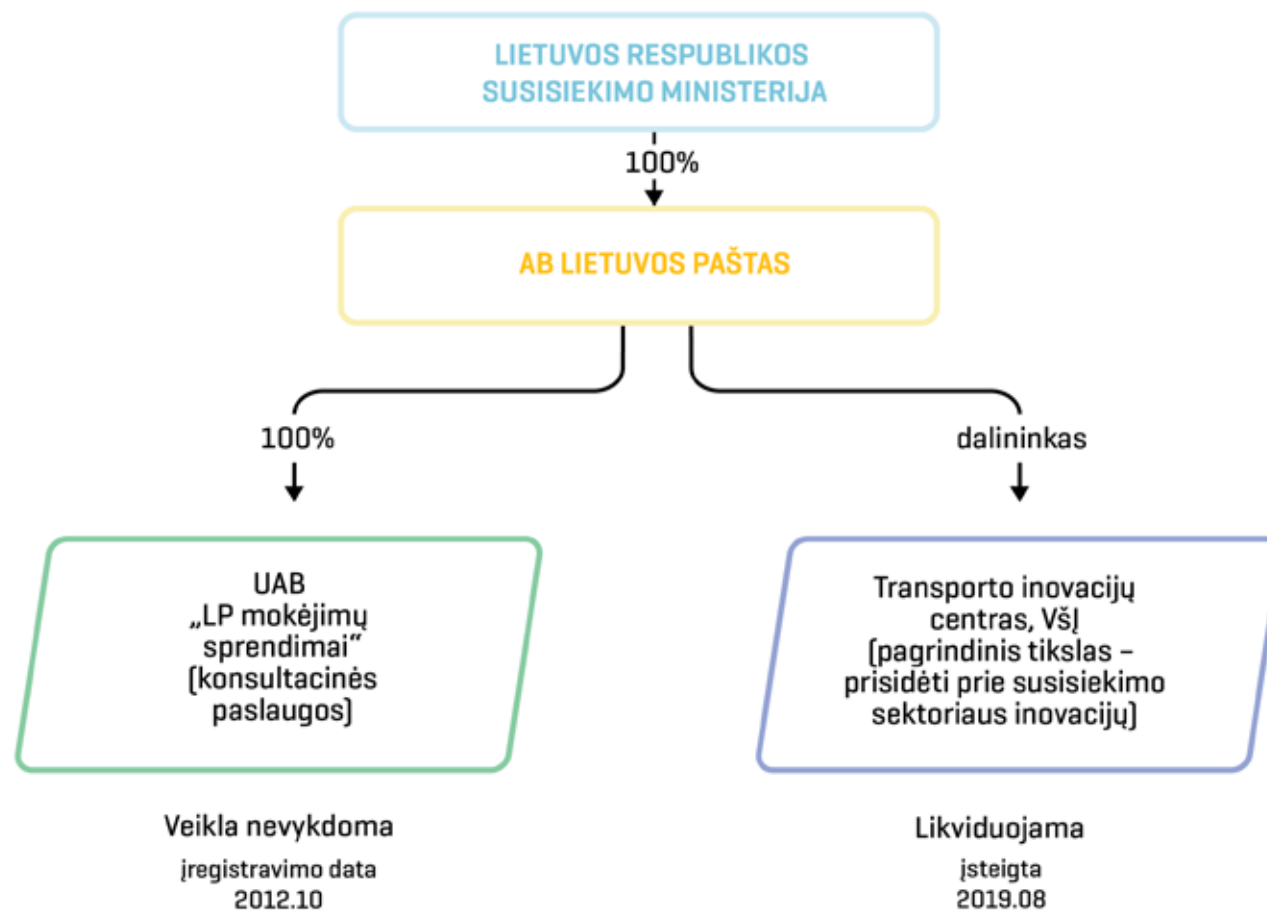 LIETUVOS RESPUBLIKOS
SUSISIEKIMO MINISTERIJA
100%
AB LIETUVOS PAŠTAS
100%
dalininkas
UAB
„LP mokėjimų
sprendimai“
(konsultacinės
paslaugos)
Transporto inovacijų
centras, VšĮ
(pagrindinis tikslas –
prisidėti prie susisiekimo
sektoriaus inovacijų)
Veikla nevykdoma
įregistravimo data
2012.10
Likviduojama
įsteigta
2019.08